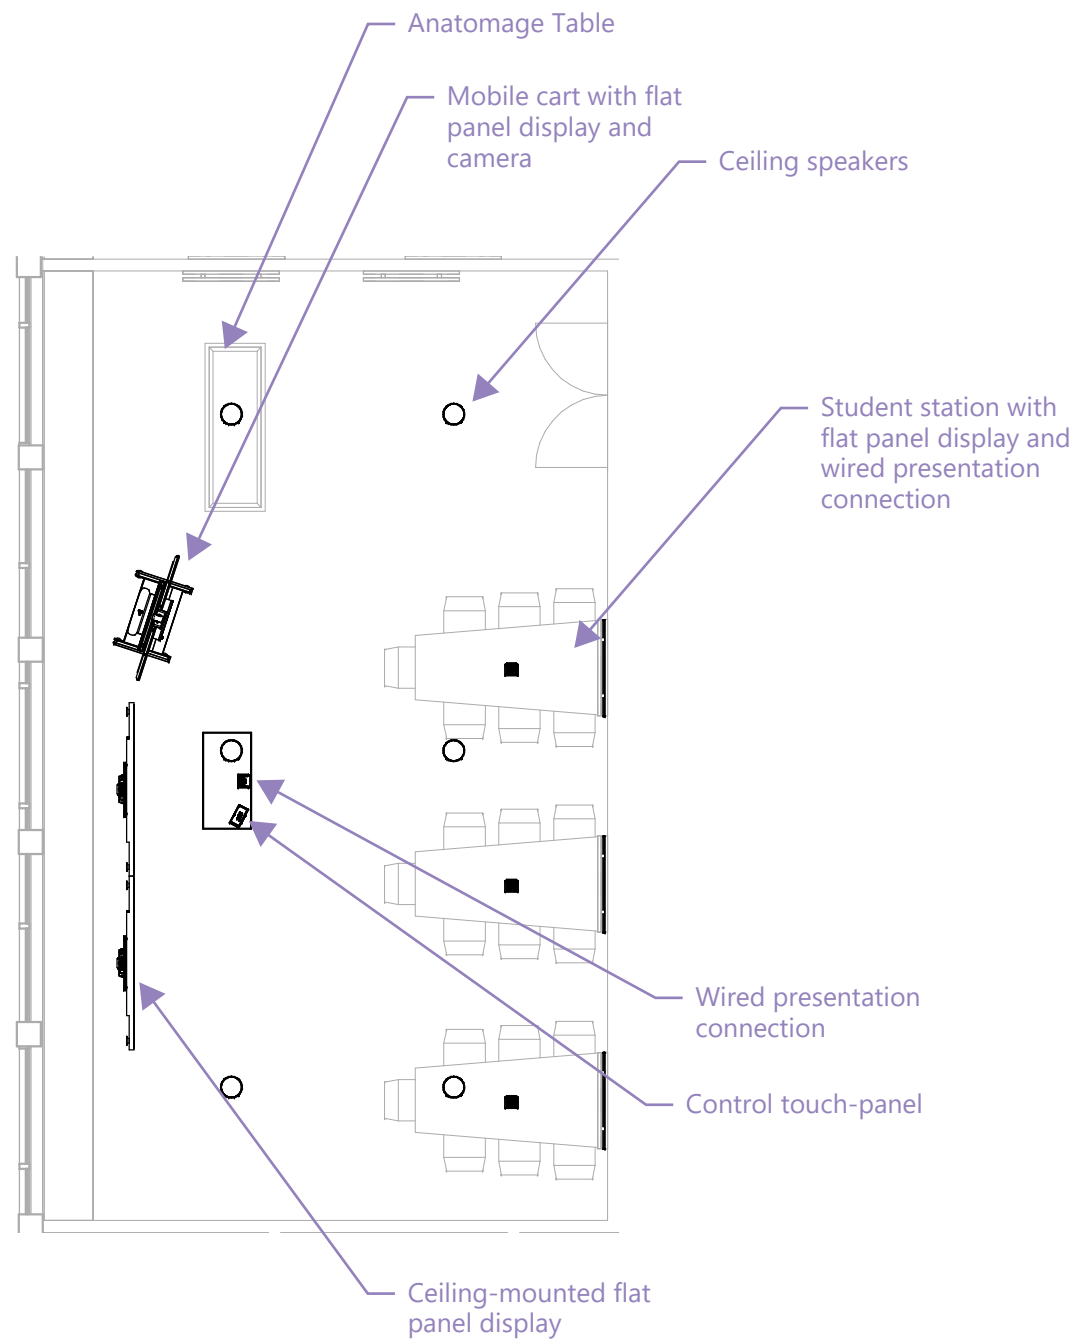 Anatomage Table
Mobile cart with flat
panel display and
camera
Ceiling speakers
Student station with
flat panel display and
wired presentation
connection
Wired presentation
connection
Control touch-panel
Ceiling-mounted flat
panel display